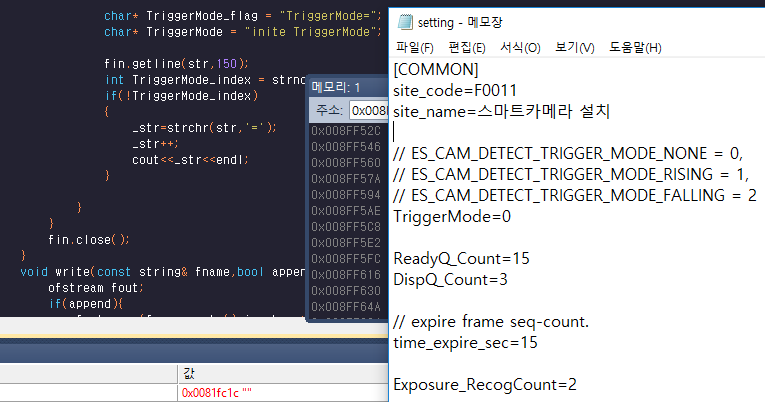 char* TriggerMode_flag = "TriggerMode=";
char* TriggerMode = "inite TriggerMode";
fin.getline(str,150);
int TriggerMode_index =
if(!TriggerMode_index)
{
_str=strchr(str,'=');
_str++;
cout<<_str<<endl;
}
}
}
fin.close();
}
void write(const string& fname,bool
ofstream fout;
if(append){
메모리: 1
주소:
0x008FF52C
0x008FF546
0x008FF560
0x008FF57A
0x008FF594
0x008FF5AE
0x008FF5C8
0x008FF5E2
0x008FF5FC
0x008FF616
0x008FF630
0x008FF64A
값
0x0081fc1c ""
setting - 메모장
파일(F) 편집(E) 서식(O) 보기(V) 도움말(H)
[COMMON]
site_code=F0011
site_name=스마트카메라 설치
// ES_CAM_DETECT_TRIGGER_MODE_NONE = 0,
// ES_CAM_DETECT_TRIGGER_MODE_RISING = 1,
// ES_CAM_DETECT_TRIGGER_MODE_FALLING = 2
TriggerMode=0
ReadyQ_Count=15
DispQ_Count=3
// expire frame seq-count.
time_expire_sec=15
Exposure_RecogCount=2